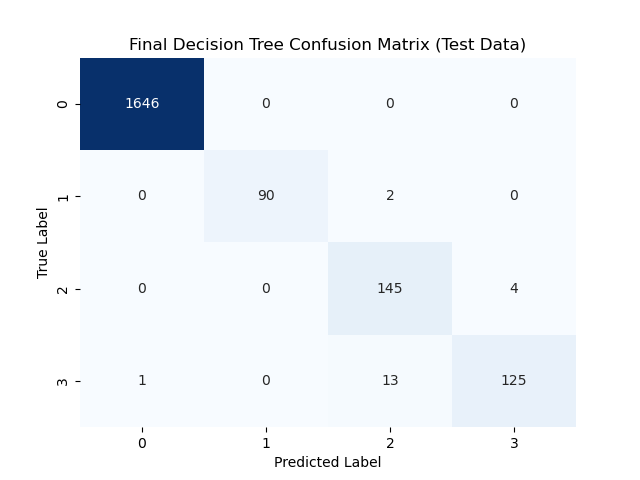 Final Decision Tree Confusion Matrix (Test Data)
True Label
0 1646 0 0 0
1 0 90 2 0
2 0 0 145 4
3 1 0 13 125
0 1 2 3
Predicted Label